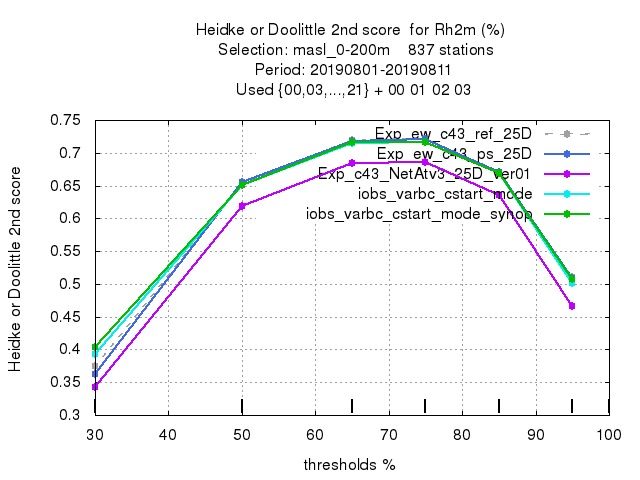 Heidke or Doolittle 2nd score for Rh2m (%)
Selection: masl_0-200m 837 stations
Period: 20190801-20190811
Used {00,03,...,21} + 00 01 02 03
Heidke or Doolittle 2nd score
0.75
0.7
0.65
0.6
0.55
0.5
0.45
0.4
0.35
0.3
Exp_ew_c43_ref_25D
Exp_ew_c43_ps_25D
Exp_c43_NetAtv3_25D_ver01
iobs_varbc_cstart_mode
iobs_varbc_cstart_mode_synop
30 40 50 60 70 80 90 100
thresholds %